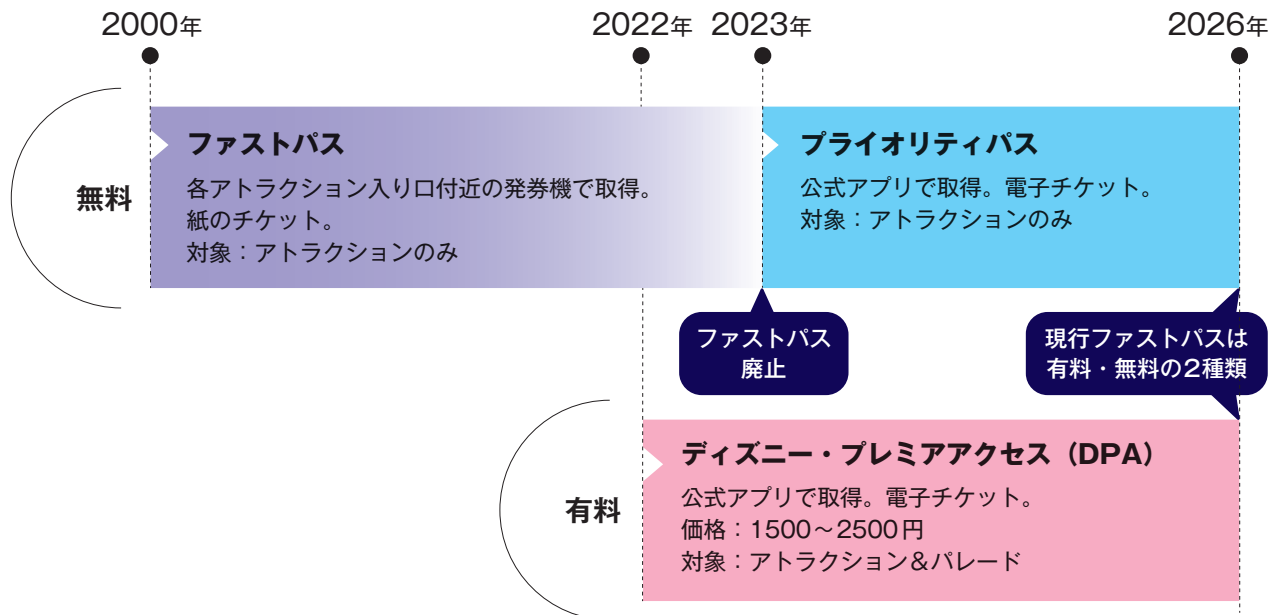 2000年
2022年
2023年
2026年
無料
ファストパス
各アトラクション入り口付近の発券機で取得。
紙のチケット。
対象：アトラクションのみ
プライオリティパス
公式アプリで取得。電子チケット。
対象：アトラクションのみ
ファストパス
廃止
現行ファストパスは
有料・無料の2種類
有料
ディズニー・プレミアアクセス（DPA）
公式アプリで取得。電子チケット。
価格：1500〜2500円
対象：アトラクション＆パレード